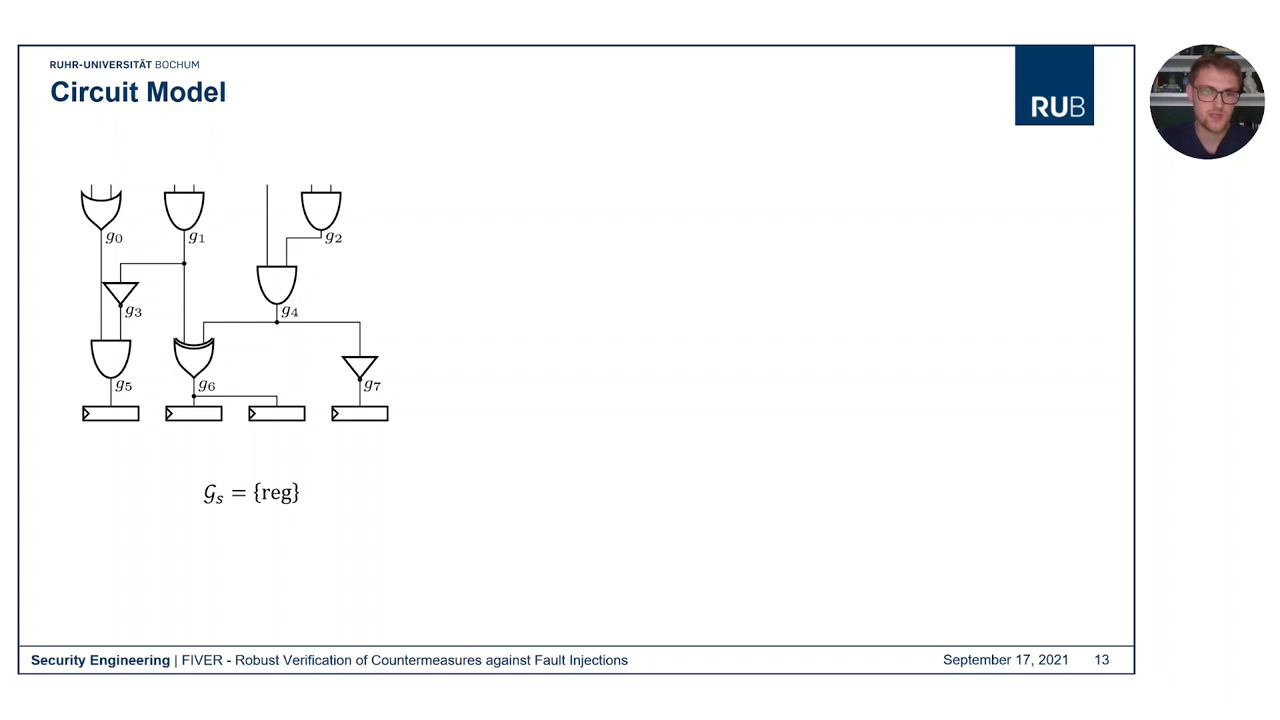 RUHR-UNIVERSITÄT BOCHUM
Circuit Model
RUB
g₀ g₁ g₂
g₃ g₄
g₅ g₆ g₇
𝒢ₛ = {reg}
Security Engineering | FIVER - Robust Verification of Countermeasures against Fault Injections September 17, 2021 13